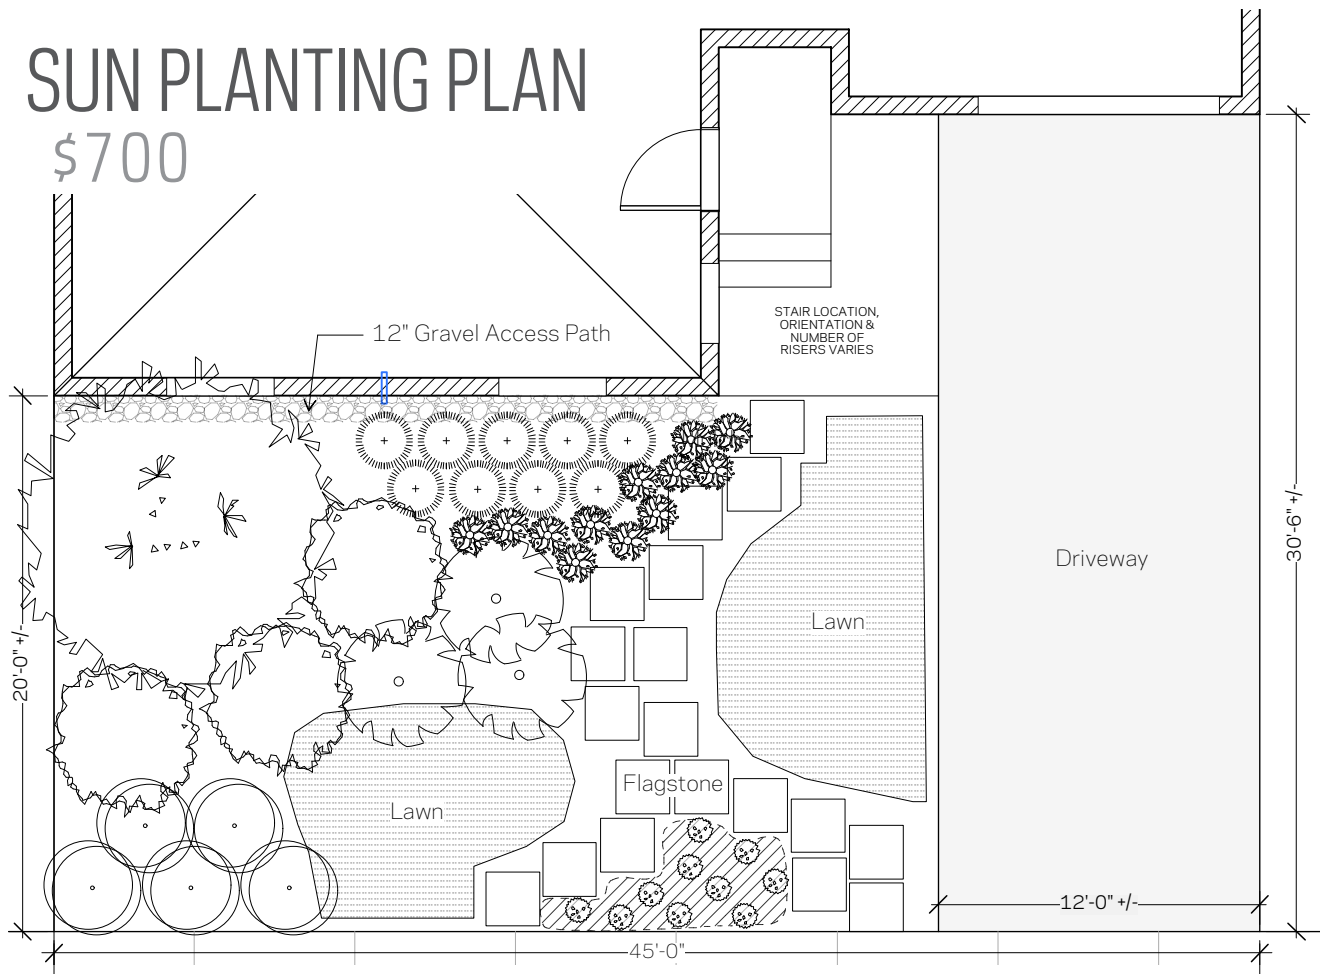 SUN PLANTING PLAN
$700
STAIR LOCATION,
ORIENTATION &
NUMBER OF
RISERS VARIES
12" Gravel Access Path
Driveway
30'-6" +/-
Lawn
20'-0" +/-
Flagstone
Lawn
12'-0" +/-
45'-0"